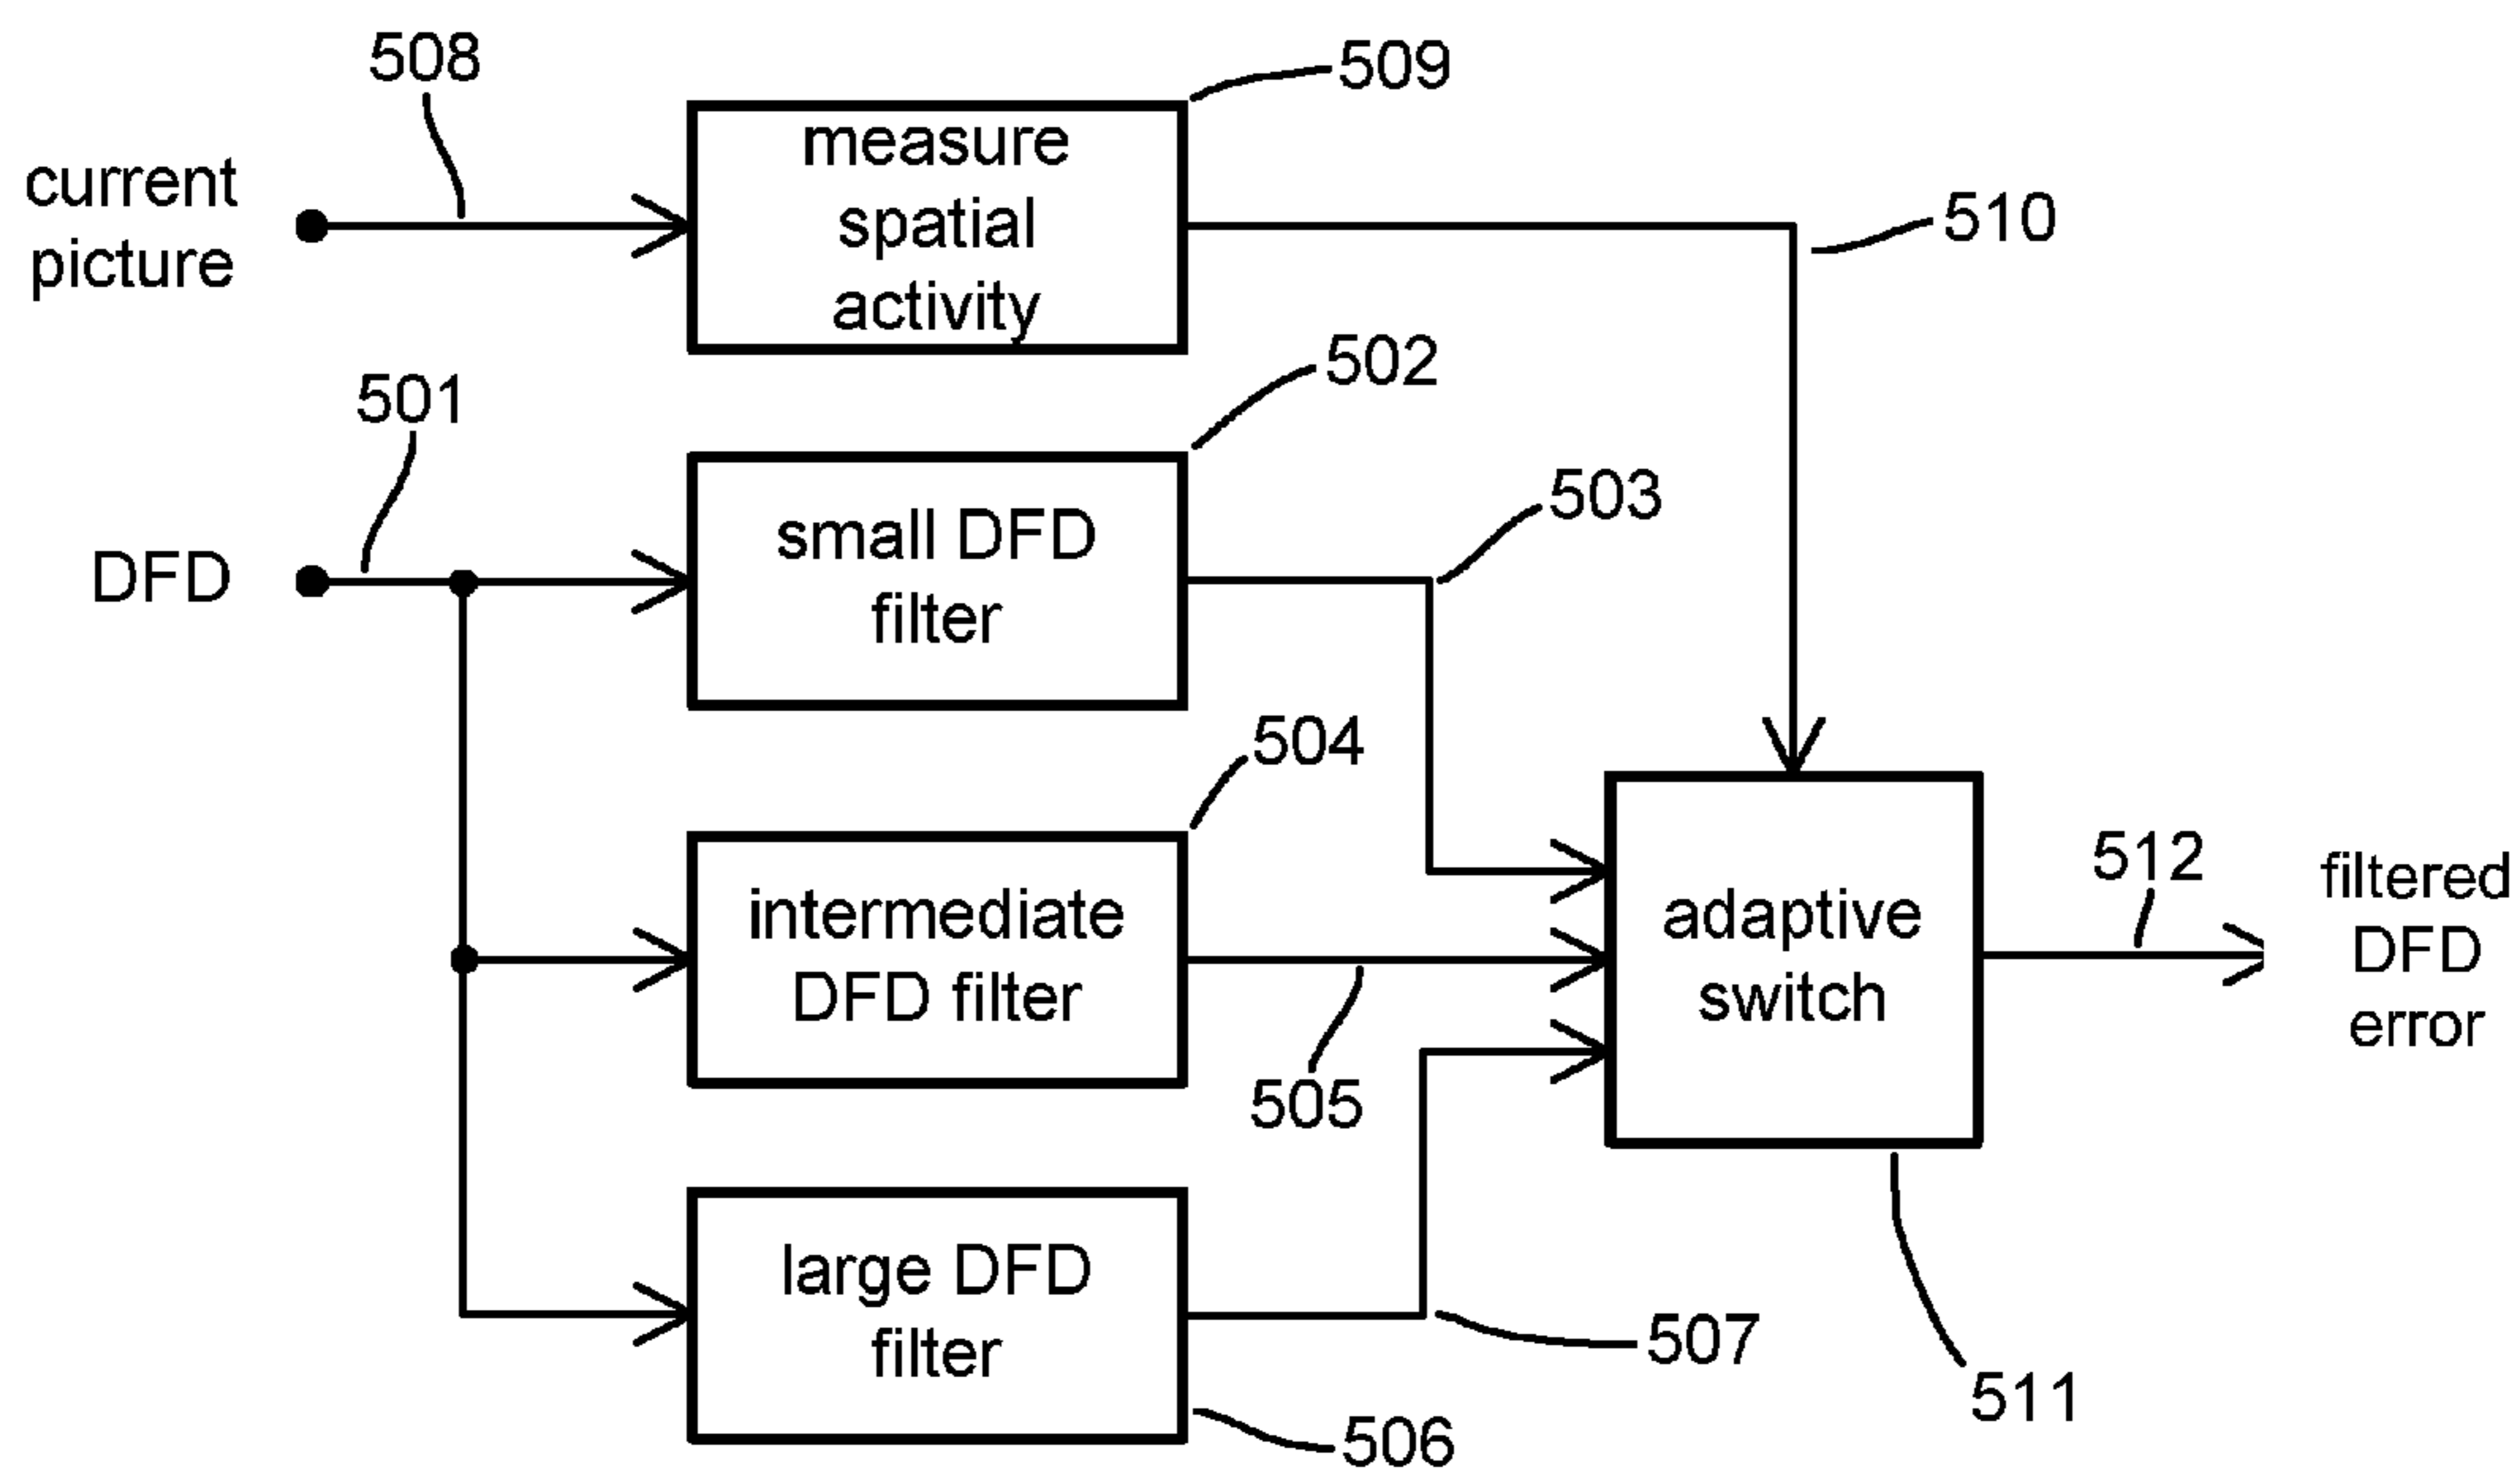 508
509
current
picture
measure
spatial
activity
510
501
502
DFD
small DFD
filter
503
504
intermediate
DFD filter
505
adaptive
switch
512
filtered
DFD
error
large DFD
filter
507
506
511